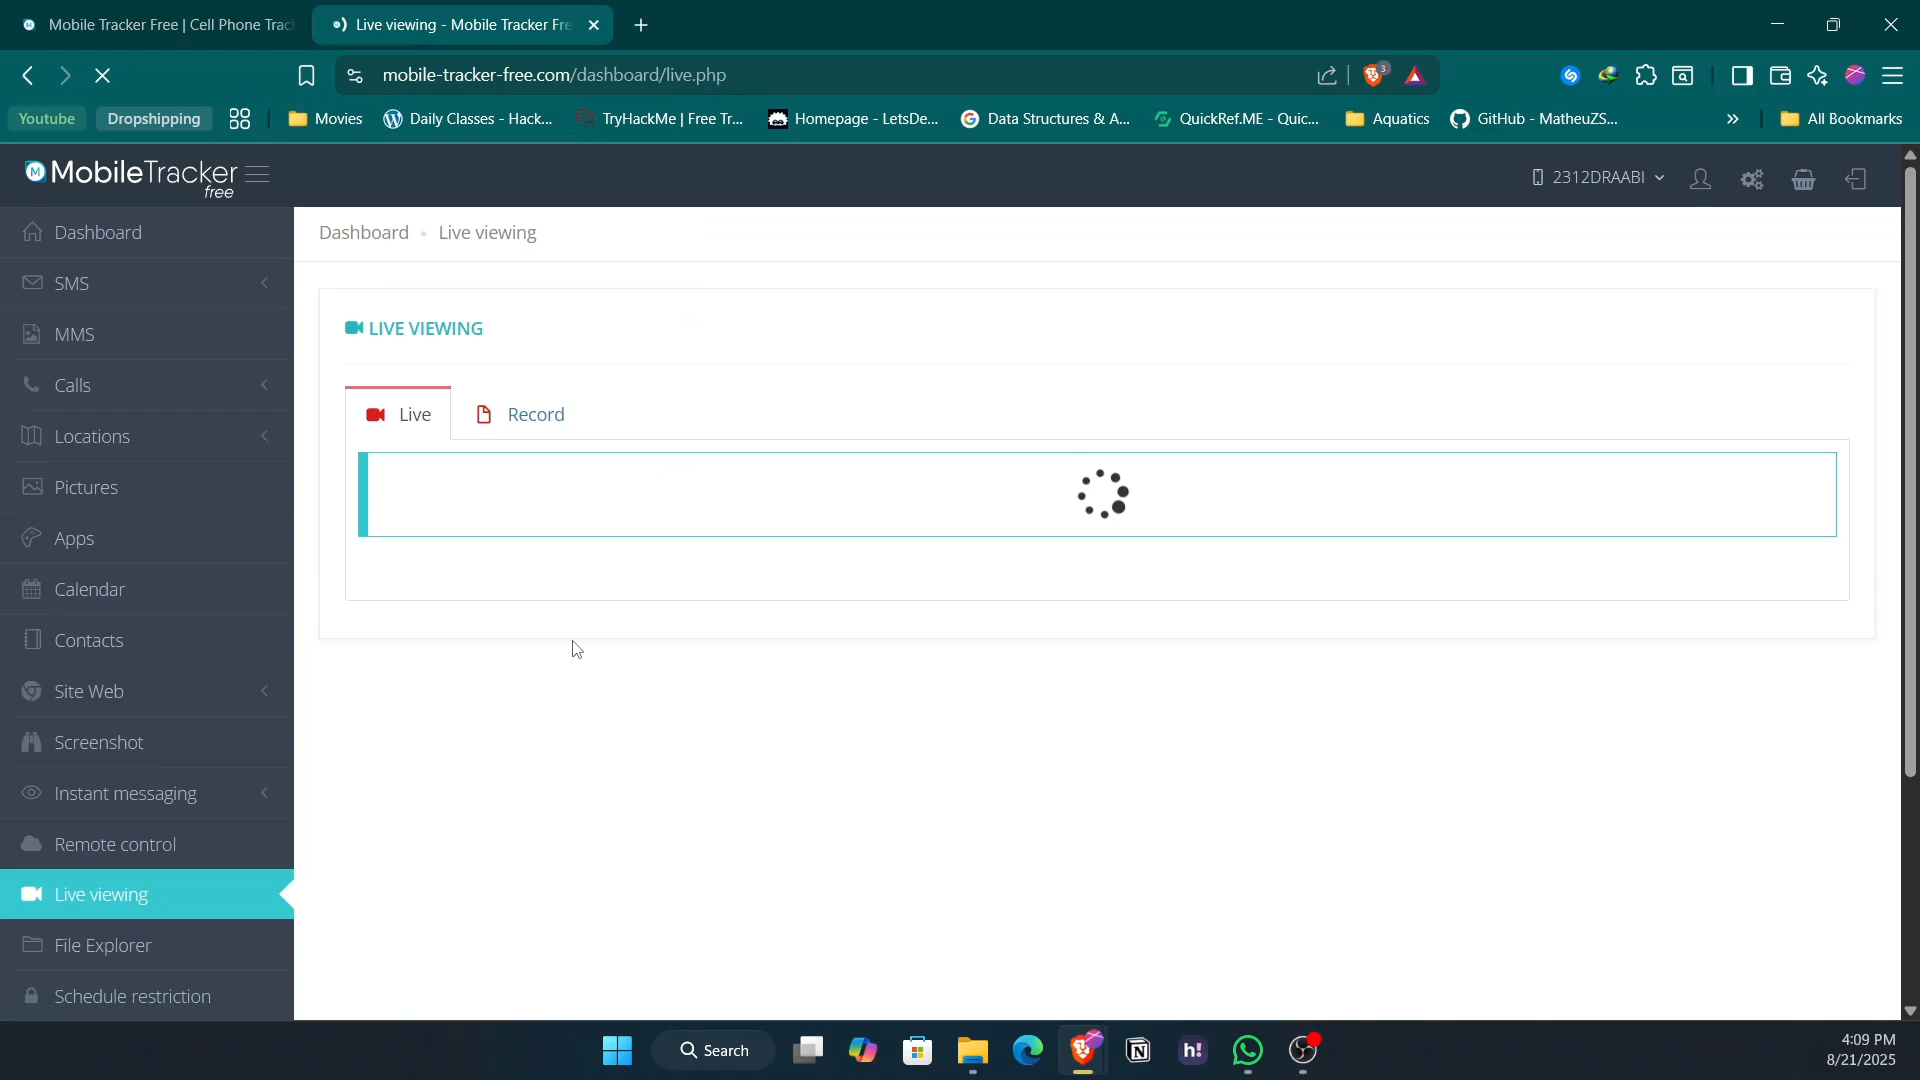 Mobile Tracker Free | Cell Phone Trac
Live viewing - Mobile Tracker Fre
mobile-tracker-free.com/dashboard/live.php
3
Youtube
Dropshipping
Movies
Daily Classes - Hack...
TryHackMe | Free Tr...
Homepage - LetsDe...
Data Structures & A...
QuickRef.ME - Quic...
Aquatics
GitHub - MatheuZS...
All Bookmarks
MobileTracker
free
2312DRAABI
Dashboard
SMS
MMS
Calls
Locations
Pictures
Apps
Calendar
Contacts
Site Web
Screenshot
Instant messaging
Remote control
Live viewing
File Explorer
Schedule restriction
Dashboard • Live viewing
LIVE VIEWING
Live
Record
Search
h!
4:09 PM
8/21/2025